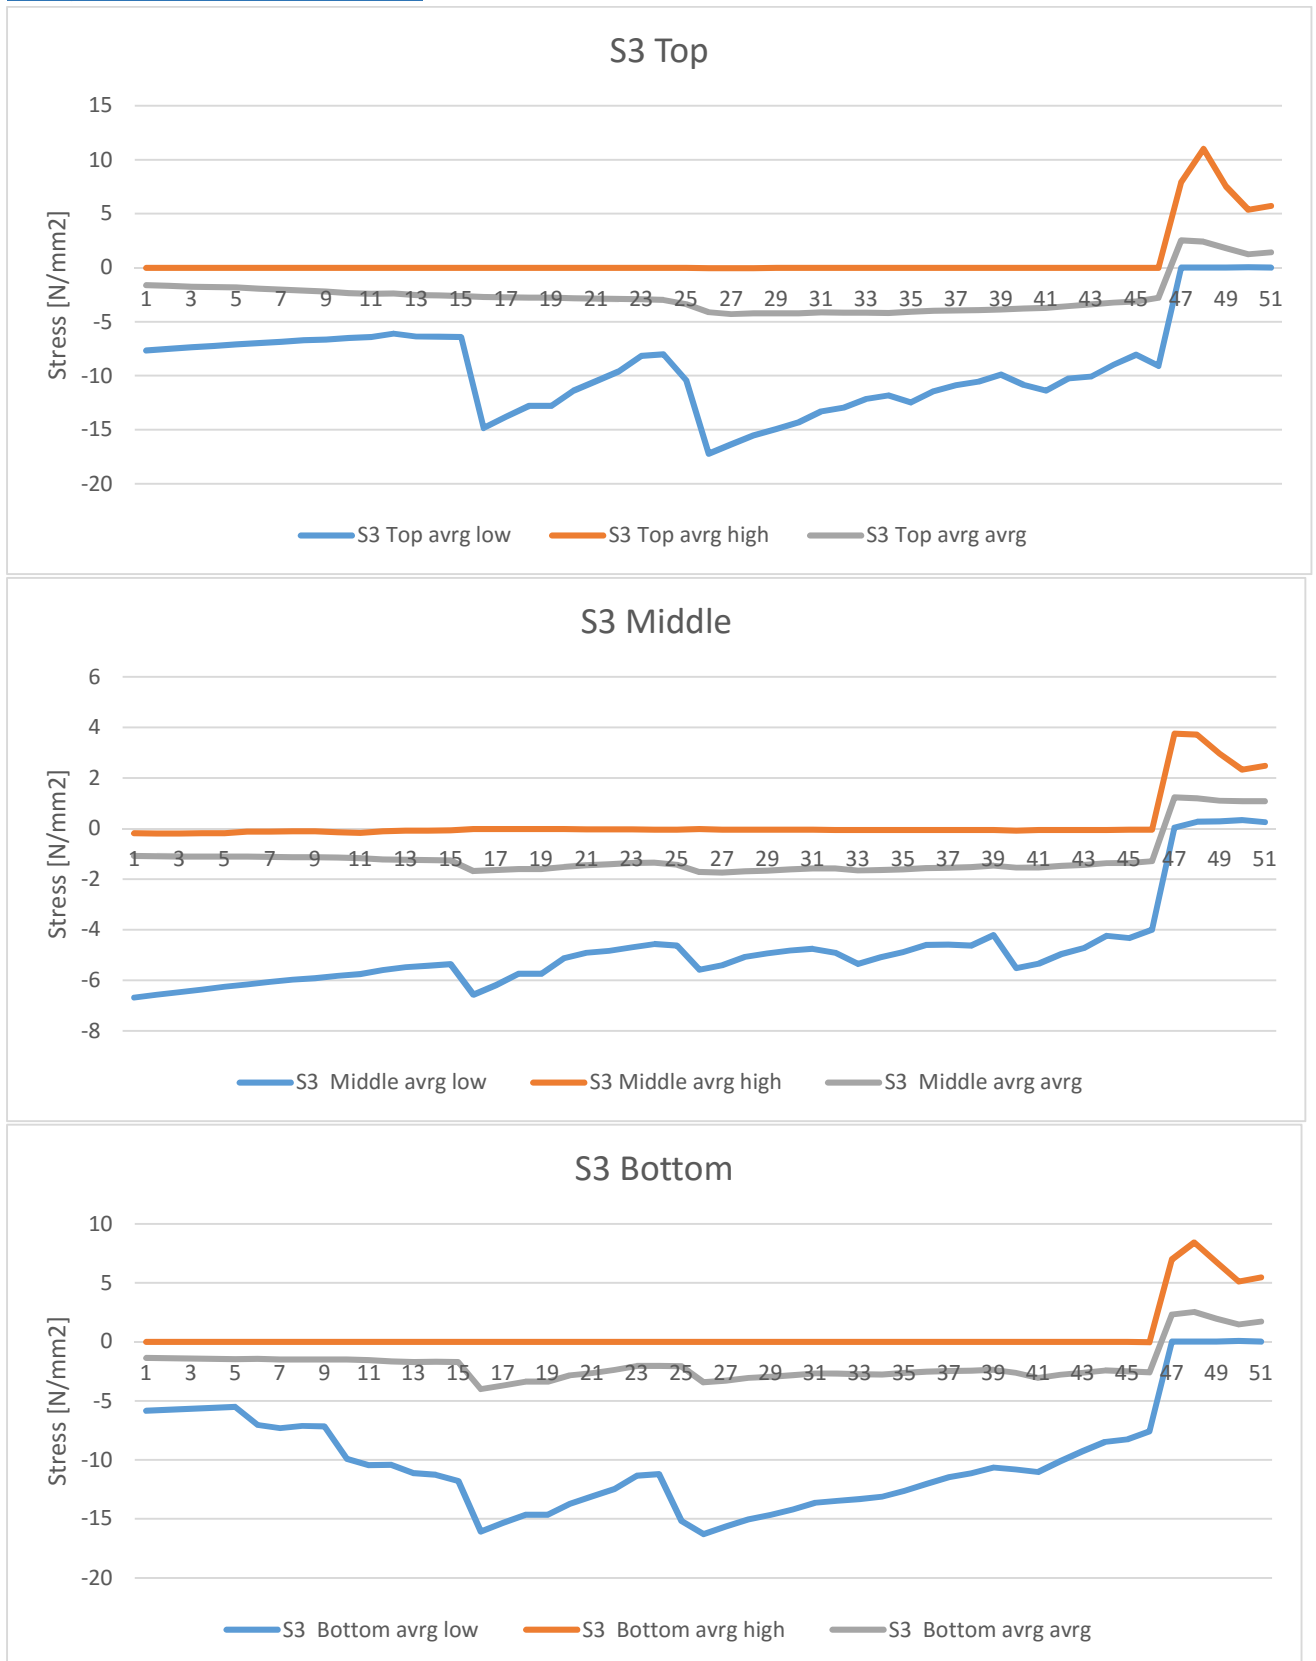 S3 Top
15
10
5
0
-5
-10
-15
-20
Stress [N/mm2]
1 3 5 7 9 11 13 15 17 19 21 23 25 27 29 31 33 35 37 39 41 43 45 47 49 51
S3 Top avrg low S3 Top avrg high S3 Top avrg avrg
S3 Middle
6
4
2
0
-2
-4
-6
-8
Stress [N/mm2]
1 3 5 7 9 11 13 15 17 19 21 23 25 27 29 31 33 35 37 39 41 43 45 47 49 51
S3 Middle avrg low S3 Middle avrg high S3 Middle avrg avrg
S3 Bottom
10
5
0
-5
-10
-15
-20
Stress [N/mm2]
1 3 5 7 9 11 13 15 17 19 21 23 25 27 29 31 33 35 37 39 41 43 45 47 49 51
S3 Bottom avrg low S3 Bottom avrg high S3 Bottom avrg avrg